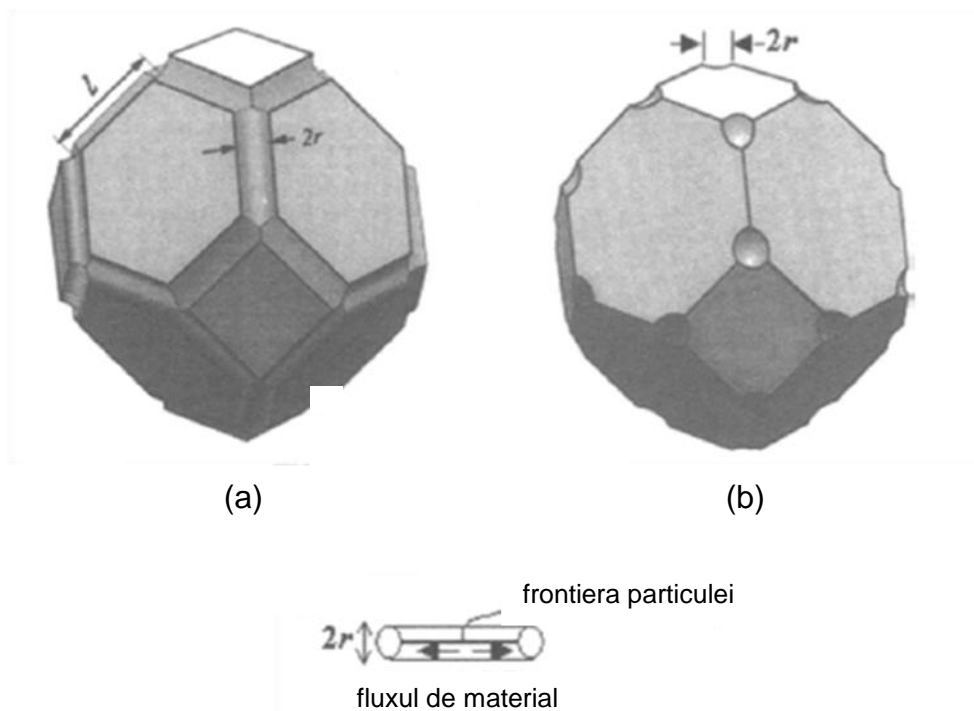 l
2r
2r
(a)
(b)
frontiera particulei
2r
fluxul de material